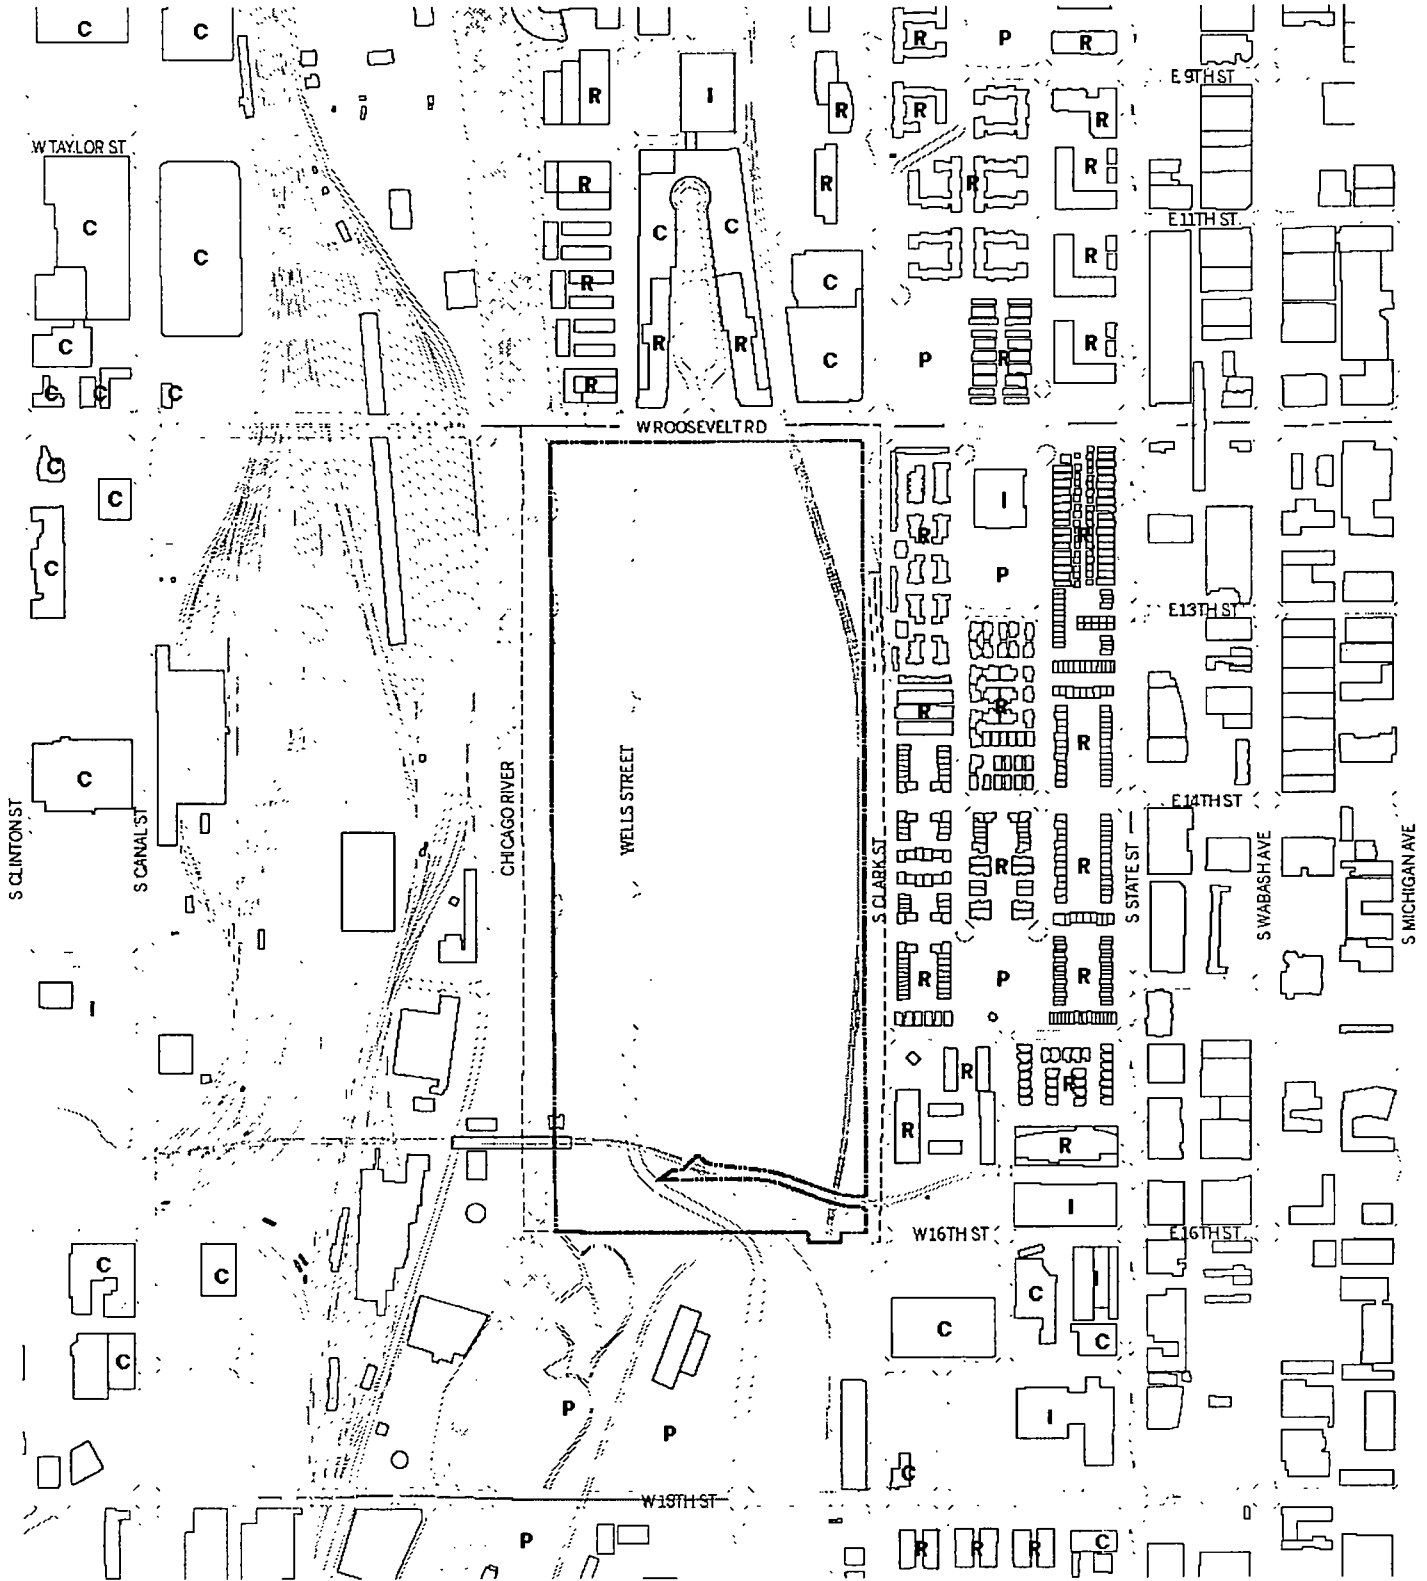 C
C
R
P
R
E 9TH ST
R
I
R
R
R
W TAYLOR ST
R
R
R
R
C
C
C
E 11TH ST
C
R
R
C
C
R
R
R
C
P
R
R
C
C
C
R
W ROOSEVELT RD
C
C
I
R
R
C
P
E 13TH ST
R
R
R
C
CHICAGO RIVER
WELLS STREET
E 14TH ST
S CLINTON ST
S CANAL ST
S CLARK ST
R
R
S STATE ST
S WABASH AVE
S MICHIGAN AVE
R
P
R
I
R
R
R
R
I
W 16TH ST
E 16TH ST
C
C
C
I
C
C
C
P
P
I
C
W 18TH ST
P
R
R
R
C